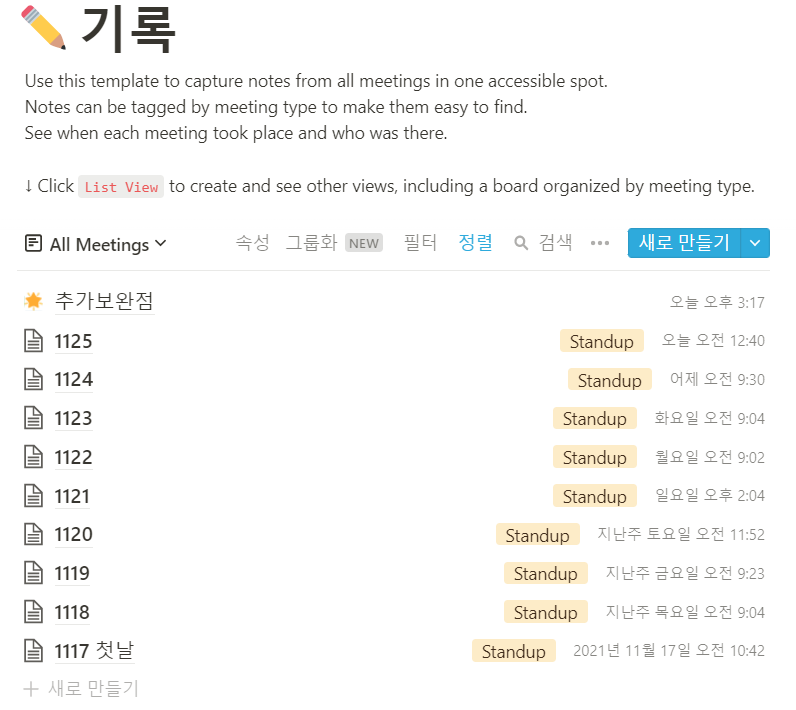 기록
Use this template to capture notes from all meetings in one accessible spot.
Notes can be tagged by meeting type to make them easy to find.
See when each meeting took place and who was there.
↓ Click List View to create and see other views, including a board organized by meeting type.
All Meetings 속성 그룹화 NEW 필터 정렬 검색 ••• 새로 만들기
추가보완점 오늘 오후 3:17
1125 Standup 오늘 오전 12:40
1124 Standup 어제 오전 9:30
1123 Standup 화요일 오전 9:04
1122 Standup 월요일 오전 9:02
1121 Standup 일요일 오후 2:04
1120 Standup 지난주 토요일 오전 11:52
1119 Standup 지난주 금요일 오전 9:23
1118 Standup 지난주 목요일 오전 9:04
1117 첫날 Standup 2021년 11월 17일 오전 10:42
+ 새로 만들기